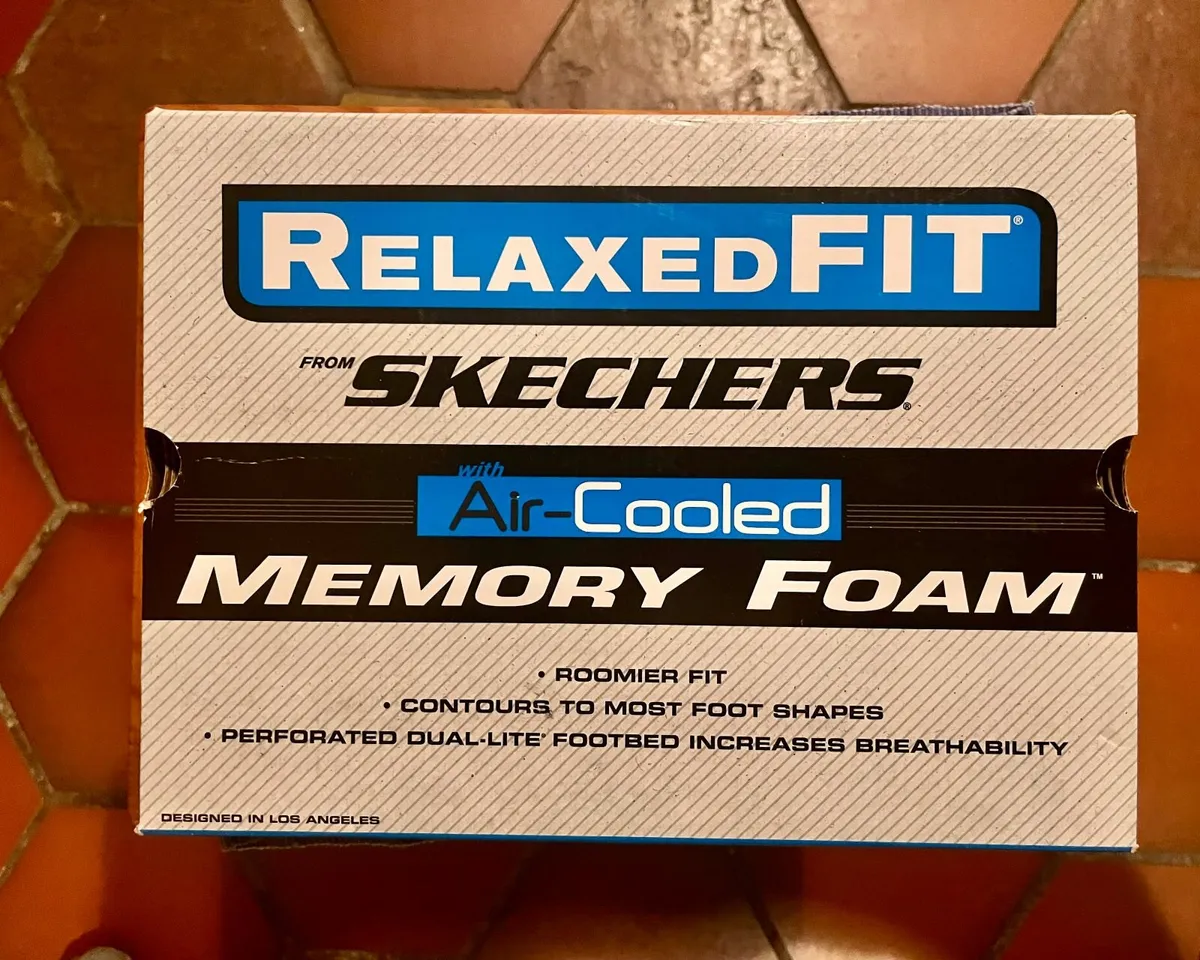 RELAXEDFIT®
FROM SKECHERS®
with
Air-Cooled
MEMORY FOAM™
• ROOMIER FIT
• CONTOURS TO MOST FOOT SHAPES
• PERFORATED DUAL-LITE® FOOTBED INCREASES BREATHABILITY
DESIGNED IN LOS ANGELES